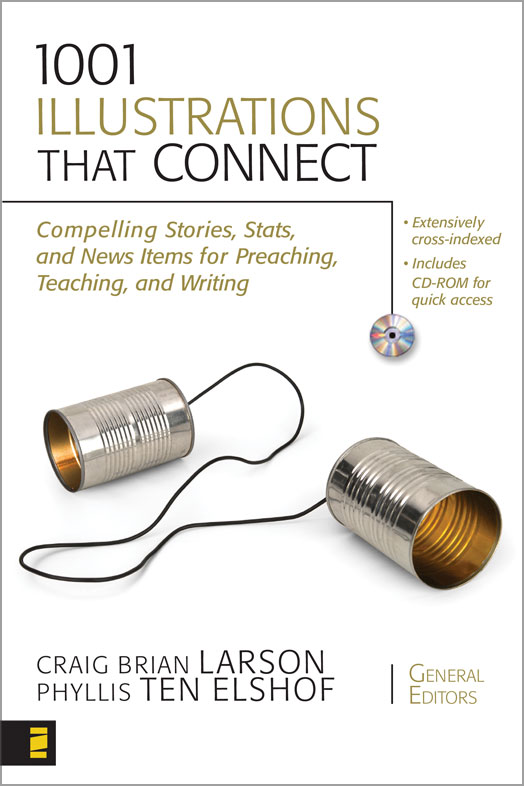 1001
ILLUSTRATIONS
THAT CONNECT
Compelling Stories, Stats,
and News Items for Preaching,
Teaching, and Writing
• Extensively
cross-indexed
• Includes
CD-ROM for
quick access
CRAIG BRIAN LARSON
PHYLLIS TEN ELSHOF
GENERAL
EDITORS